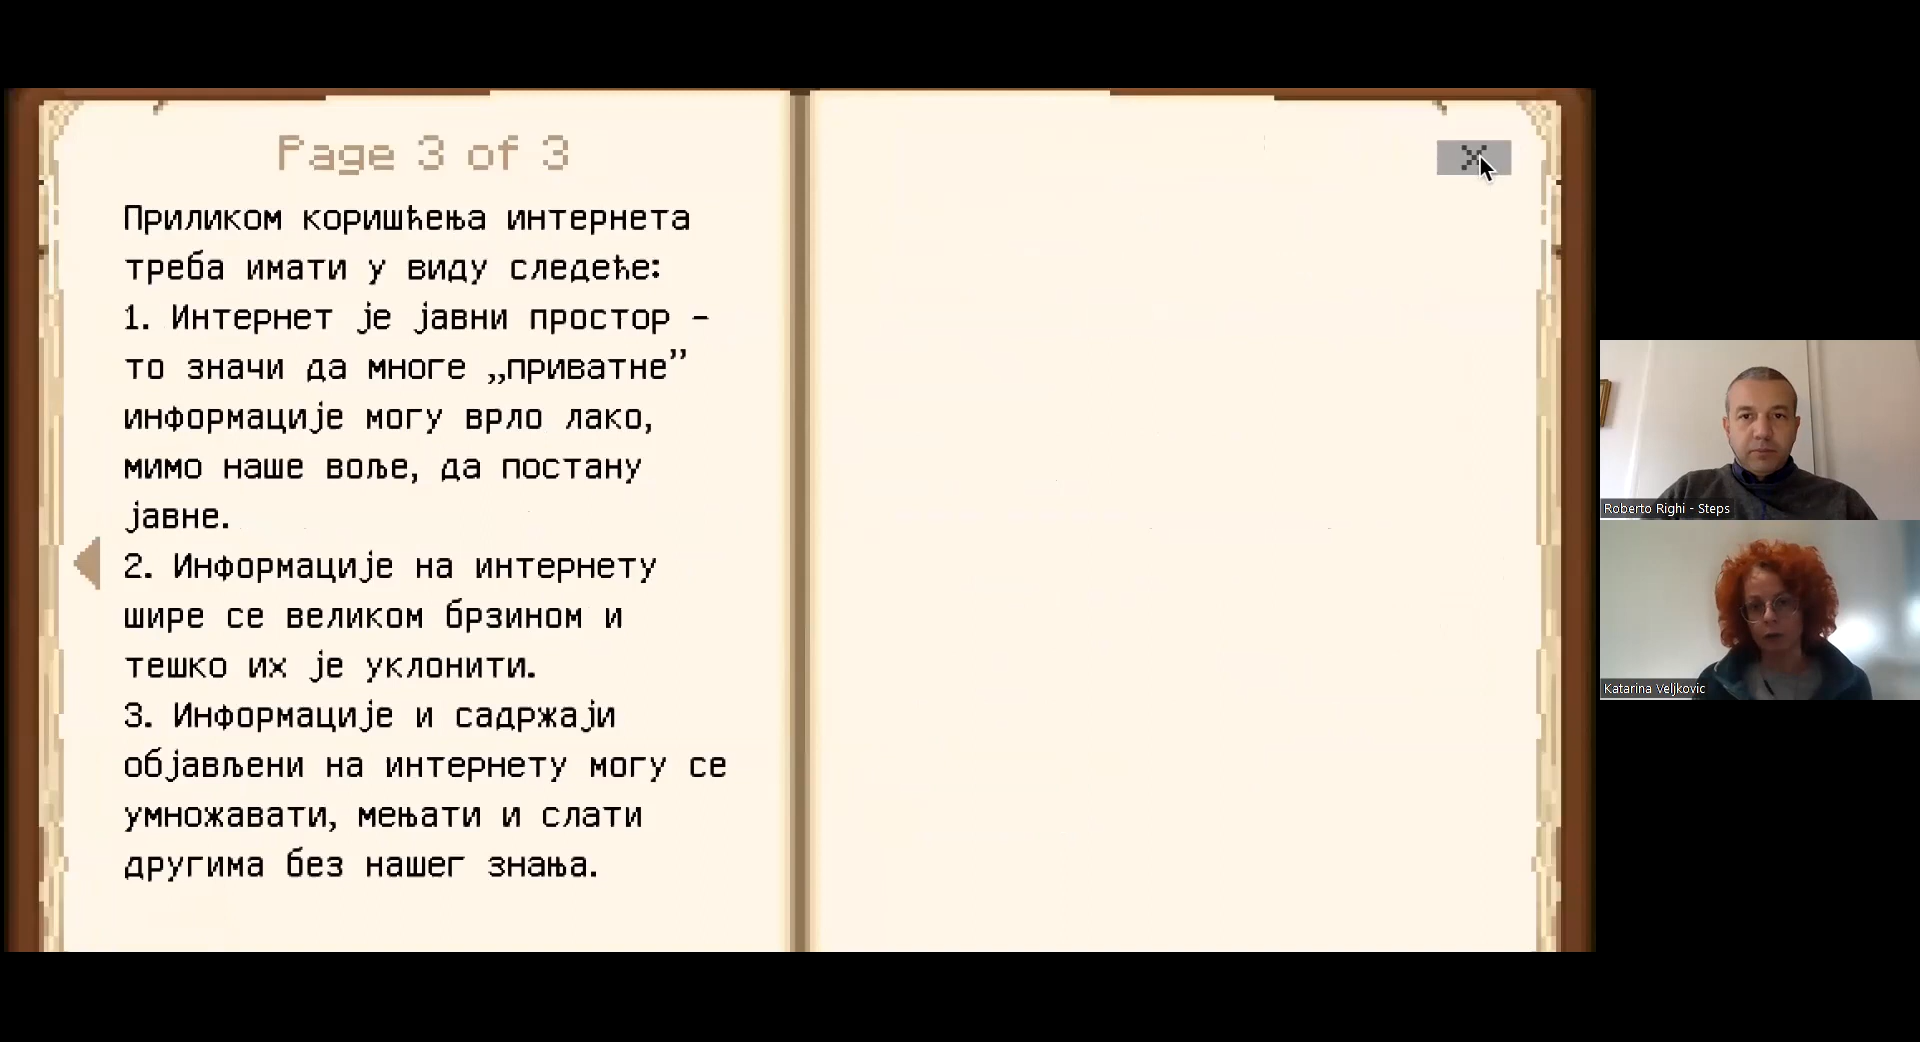 Page 3 of 3
Приликом коришћења интернета
треба имати у виду следеће:
1. Интернет је јавни простор –
то значи да многе „приватне”
информације могу врло лако,
мимо наше воље, да постану
јавне.
2. Информације на интернету
шире се великом брзином и
тешко их је уклонити.
3. Информације и садржаји
објављени на интернету могу се
умножавати, мењати и слати
другима без нашег знања.
Roberto Righi - Steps
Katarina Veljkovic